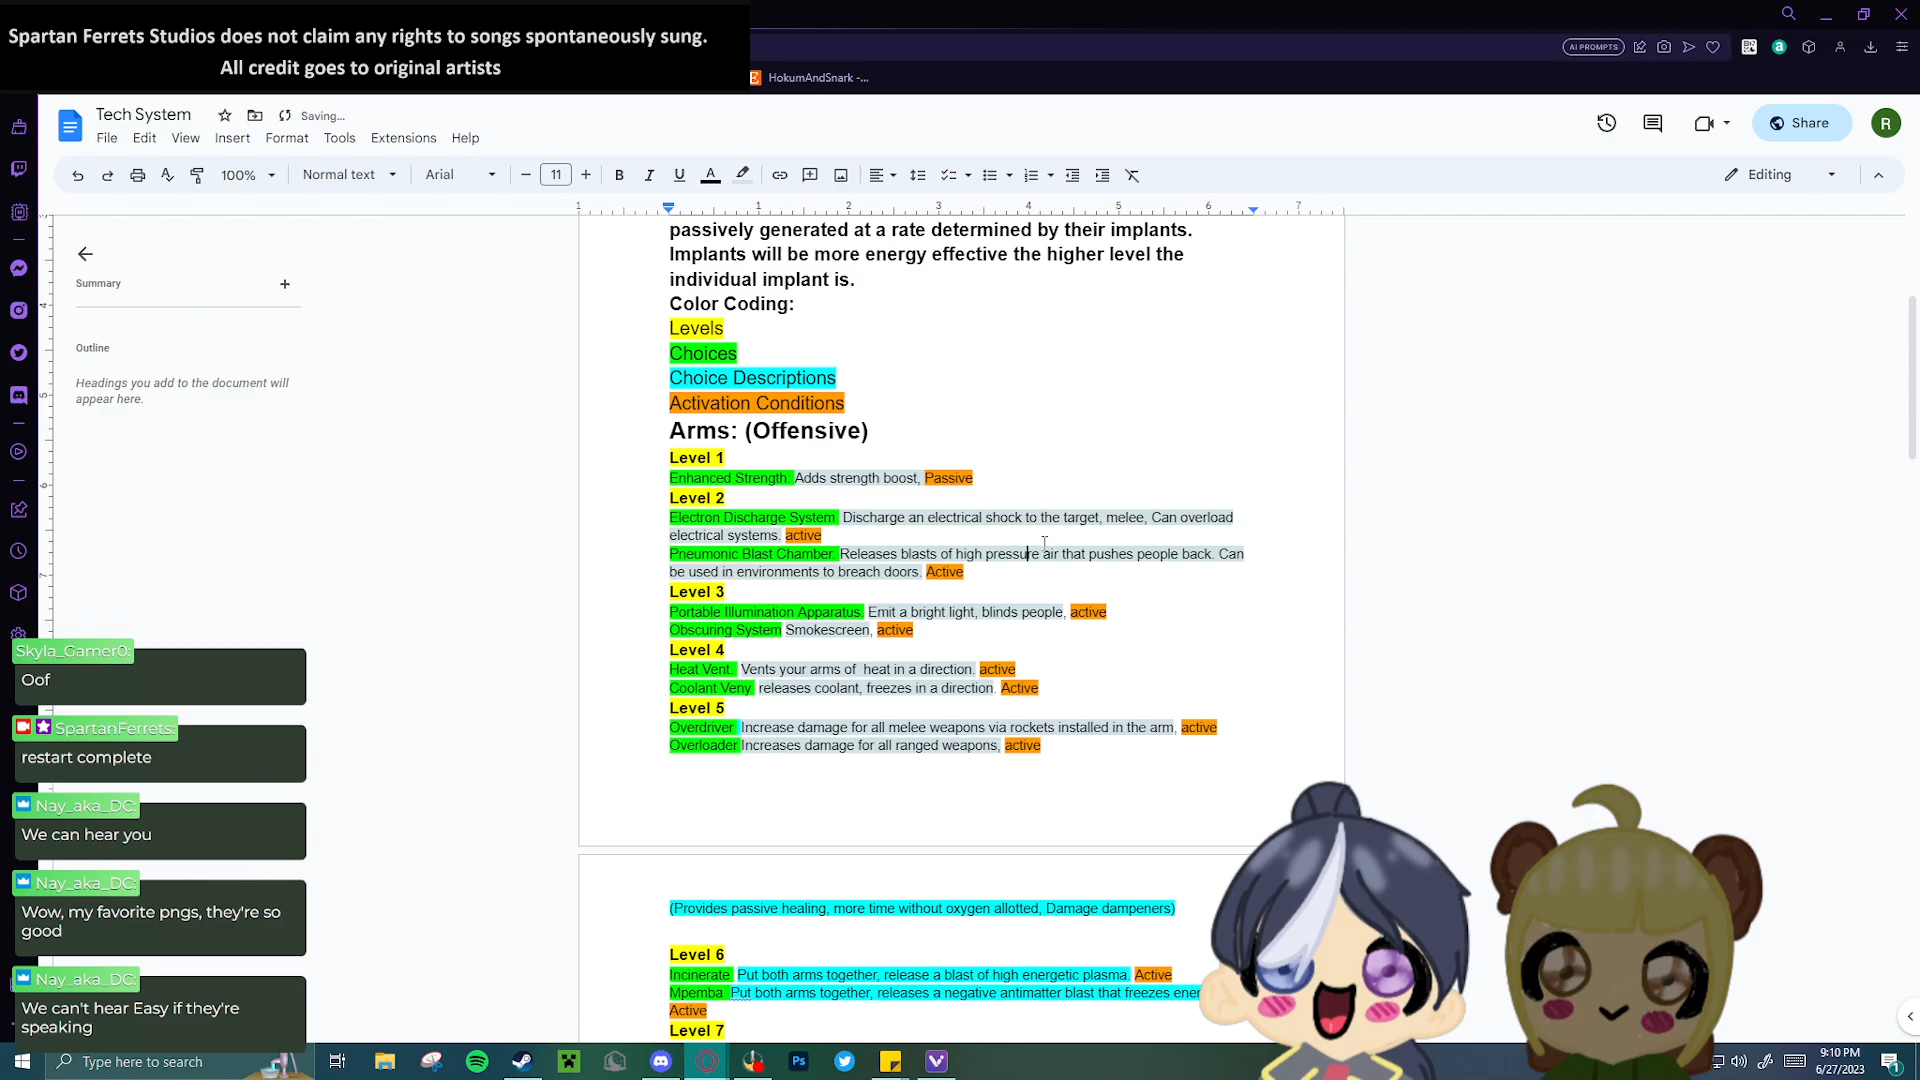 Spartan Ferrets Studios does not claim any rights to songs spontaneously sung.
All credit goes to original artists
AI PROMPTS
HokumAndSnark -...
Tech System
Saving...
File Edit View Insert Format Tools Extensions Help
Share
R
100% Normal text Arial 11 Editing
1 1 2 3 4 5 6 7
passively generated at a rate determined by their implants.
Implants will be more energy effective the higher level the
individual implant is.
Color Coding:
Levels
Choices
Choice Descriptions
Activation Conditions
Arms: (Offensive)
Level 1
Enhanced Strength: Adds strength boost, Passive
Level 2
Electron Discharge System: Discharge an electrical shock to the target, melee, Can overload
electrical systems. active
Pneumonic Blast Chamber: Releases blasts of high pressure air that pushes people back. Can
be used in environments to breach doors. Active
Level 3
Portable Illumination Apparatus: Emit a bright light, blinds people, active
Obscuring System Smokescreen, active
Level 4
Heat Vent: Vents your arms of  heat in a direction. active
Coolant Veny: releases coolant, freezes in a direction. Active
Level 5
Overdriver: Increase damage for all melee weapons via rockets installed in the arm, active
Overloader Increases damage for all ranged weapons, active
(Provides passive healing, more time without oxygen allotted, Damage dampeners)
Level 6
Incinerate: Put both arms together, release a blast of high energetic plasma. Active
Mpemba Put both arms together, releases a negative antimatter blast that freezes ener
Active
Level 7
Summary
Outline
Headings you add to the document will
appear here.
Skyla_Gamer0:
Oof
SpartanFerrets:
restart complete
Nay_aka_DC:
We can hear you
Nay_aka_DC:
Wow, my favorite pngs, they're so
good
Nay_aka_DC:
We can't hear Easy if they're
speaking
Type here to search
Ps
9:10 PM
6/27/2023
1